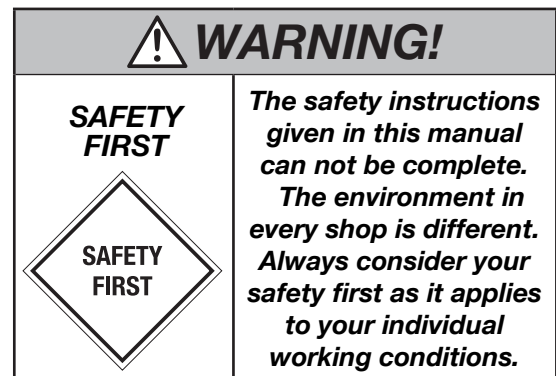 WARNING!
SAFETY
FIRST
SAFETY
FIRST
The safety instructions
given in this manual
can not be complete.
The environment in
every shop is different.
Always consider your
safety first as it applies
to your individual
working conditions.